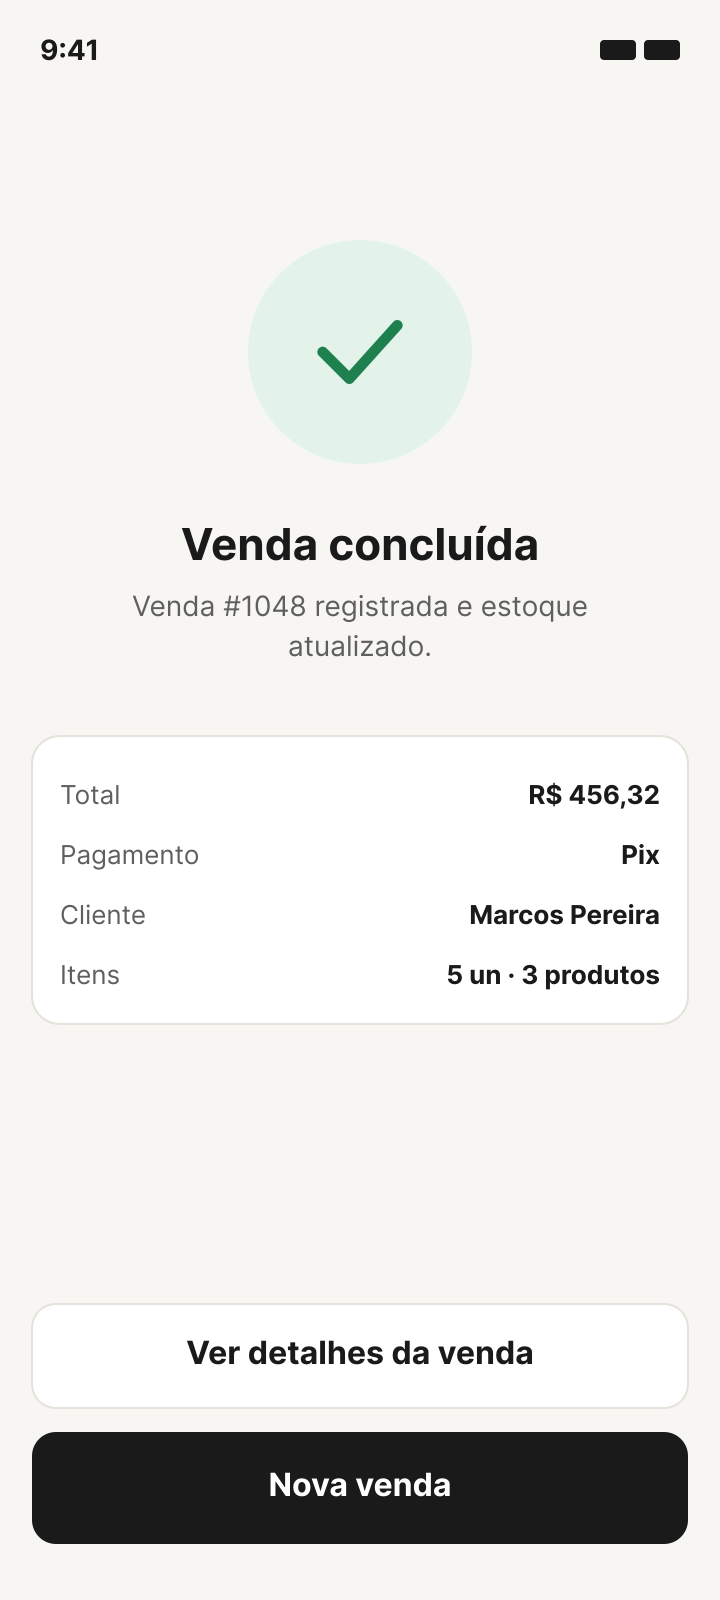 9:41
Venda concluída
Venda #1048 registrada e estoque
atualizado.
Total R$ 456,32
Pagamento Pix
Cliente Marcos Pereira
Itens 5 un · 3 produtos
Ver detalhes da venda
Nova venda